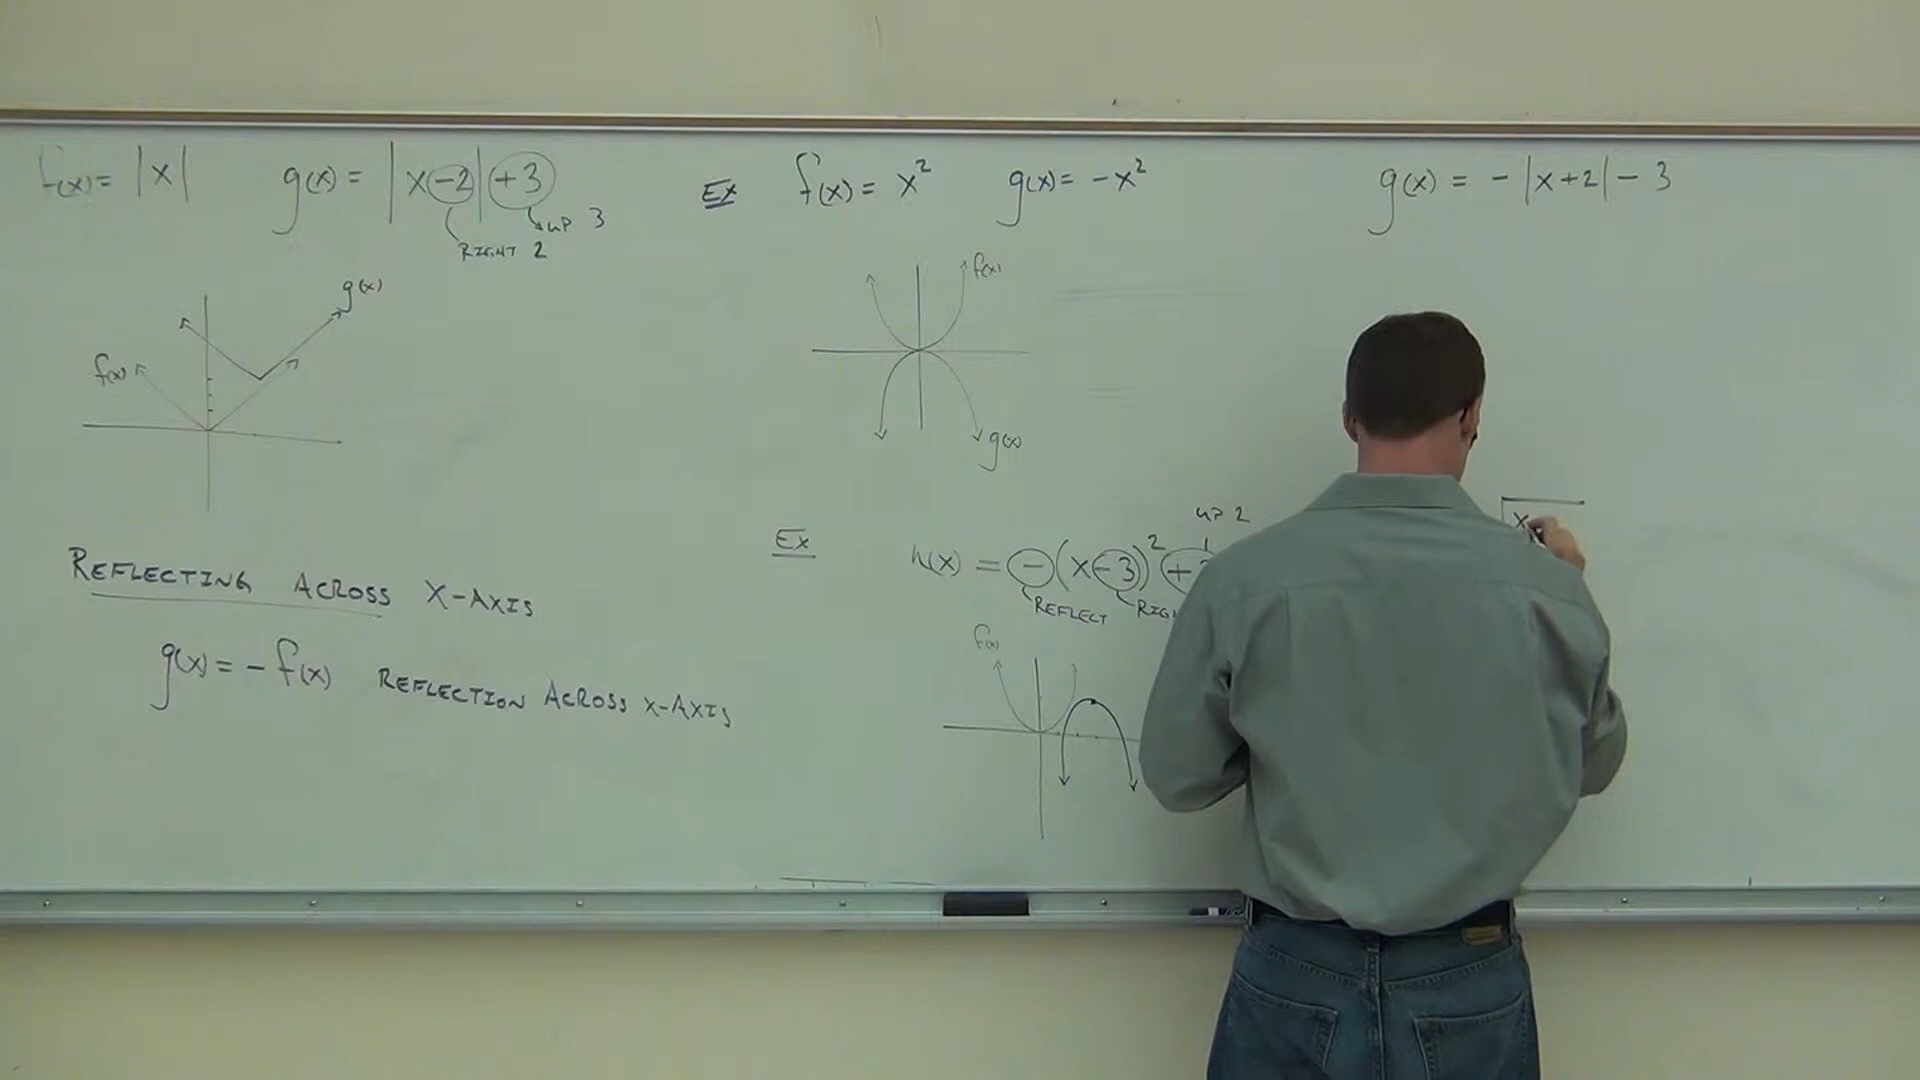 f(x) = |x|
g(x) = |x-2|+3
UP 3
RIGHT 2
g(x)
f(x)
REFLECTING ACROSS X-AXIS
g(x) = -f(x) REFLECTION ACROSS X-AXIS
Ex f(x) = x² g(x) = -x²
f(x)
g(x)
Ex
UP 2
h(x) = -(x-3)² +
REFLECT
f(x)
g(x) = -|x+2| - 3
x